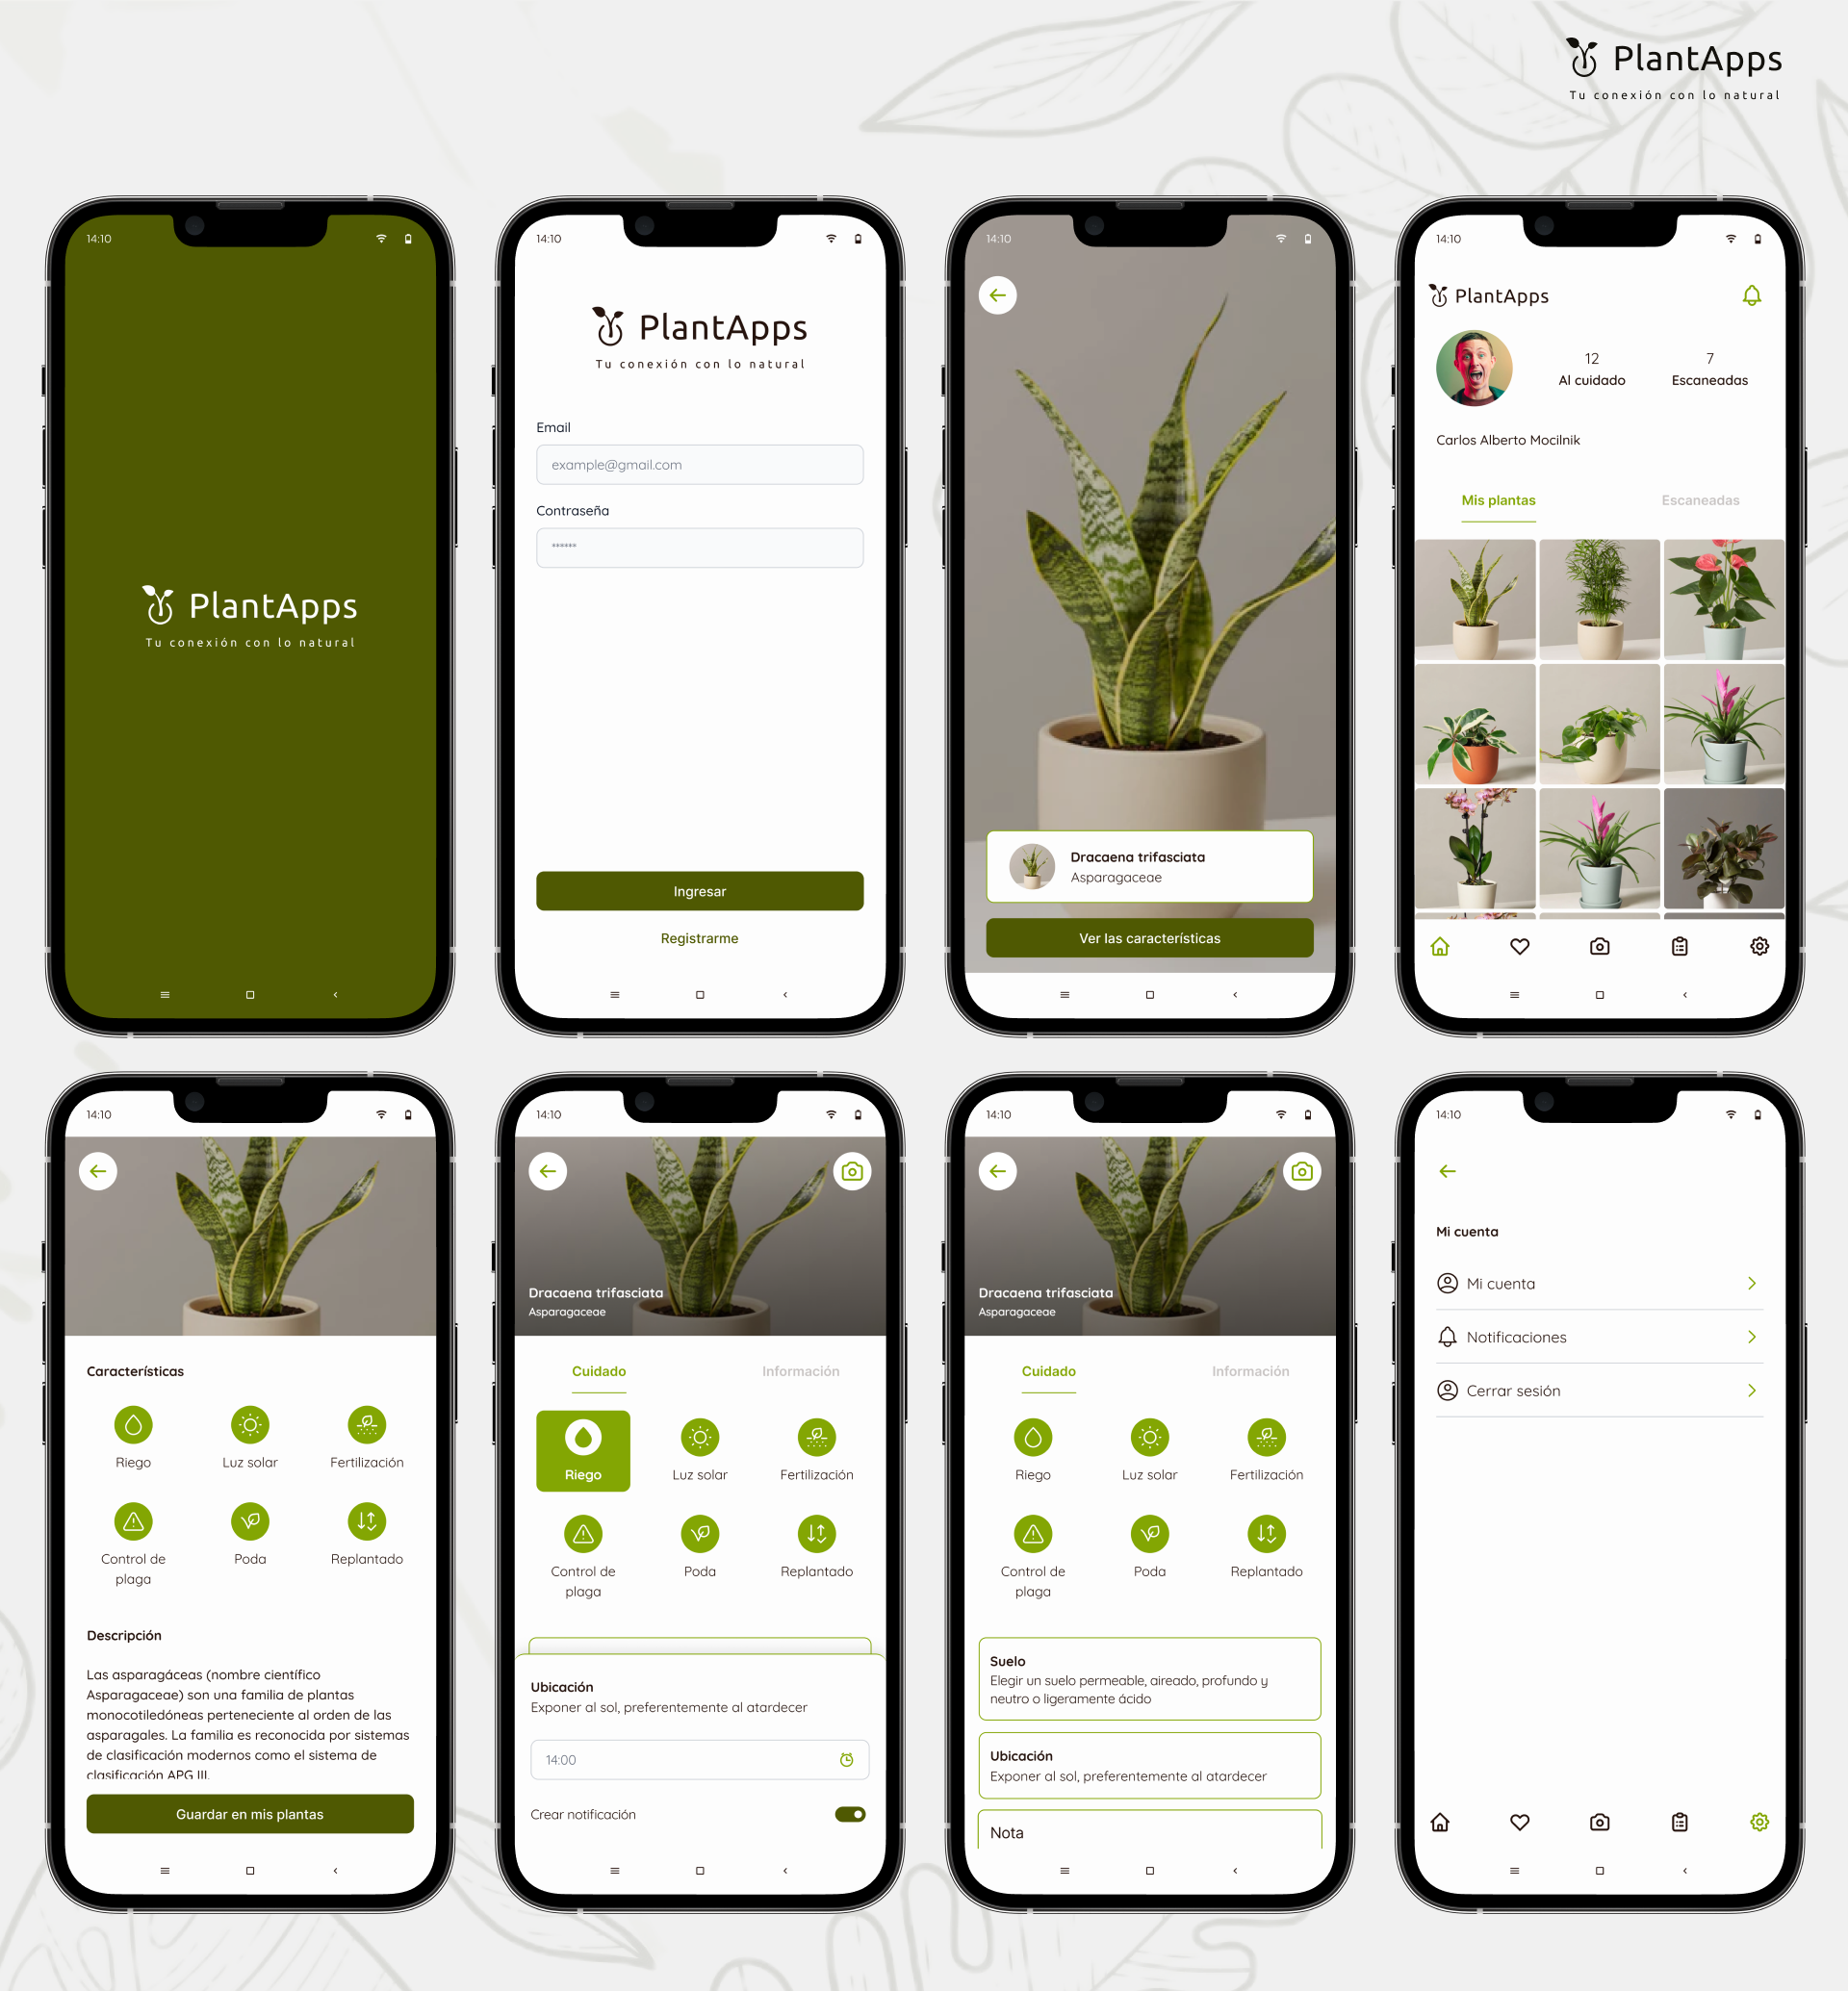 PlantApps
Tu conexión con lo natural
14:10
PlantApps
Tu conexión con lo natural
14:10
PlantApps
Tu conexión con lo natural
Email
example@gmail.com
Contraseña
******
Ingresar
Registrarme
14:10
Dracaena trifasciata
Asparagaceae
Ver las características
14:10
PlantApps
12
Al cuidado
7
Escaneadas
Carlos Alberto Mocilnik
Mis plantas
Escaneadas
14:10
Características
Riego
Luz solar
Fertilización
Control de
plaga
Poda
Replantado
Descripción
Las asparagáceas (nombre científico
Asparagaceae) son una familia de plantas
monocotiledóneas perteneciente al orden de las
asparagales. La familia es reconocida por sistemas
de clasificación modernos como el sistema de
clasificación APG III.
Guardar en mis plantas
14:10
Dracaena trifasciata
Asparagaceae
Cuidado
Información
Riego
Luz solar
Fertilización
Control de
plaga
Poda
Replantado
Ubicación
Exponer al sol, preferentemente al atardecer
14:00
Crear notificación
14:10
Dracaena trifasciata
Asparagaceae
Cuidado
Información
Riego
Luz solar
Fertilización
Control de
plaga
Poda
Replantado
Suelo
Elegir un suelo permeable, aireado, profundo y
neutro o ligeramente ácido
Ubicación
Exponer al sol, preferentemente al atardecer
Nota
14:10
Mi cuenta
Mi cuenta
Notificaciones
Cerrar sesión